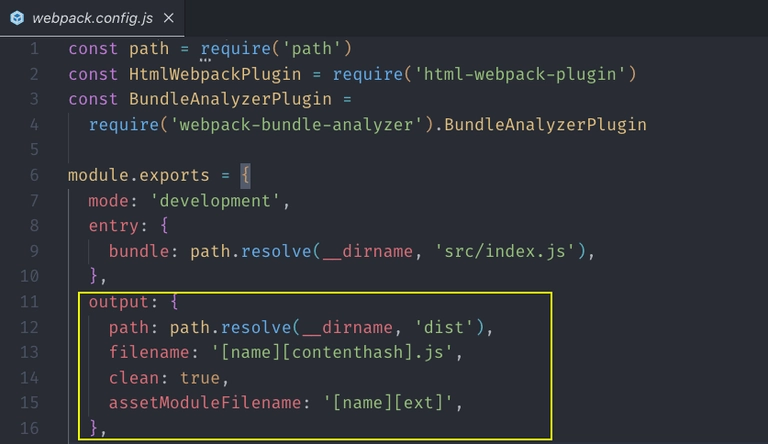 webpack.config.js
1 const path = require('path')
2 const HtmlWebpackPlugin = require('html-webpack-plugin')
3 const BundleAnalyzerPlugin =
4   require('webpack-bundle-analyzer').BundleAnalyzerPlugin
5
6 module.exports = {
7   mode: 'development',
8   entry: {
9     bundle: path.resolve(__dirname, 'src/index.js'),
10   },
11   output: {
12     path: path.resolve(__dirname, 'dist'),
13     filename: '[name][contenthash].js',
14     clean: true,
15     assetModuleFilename: '[name][ext]',
16   },